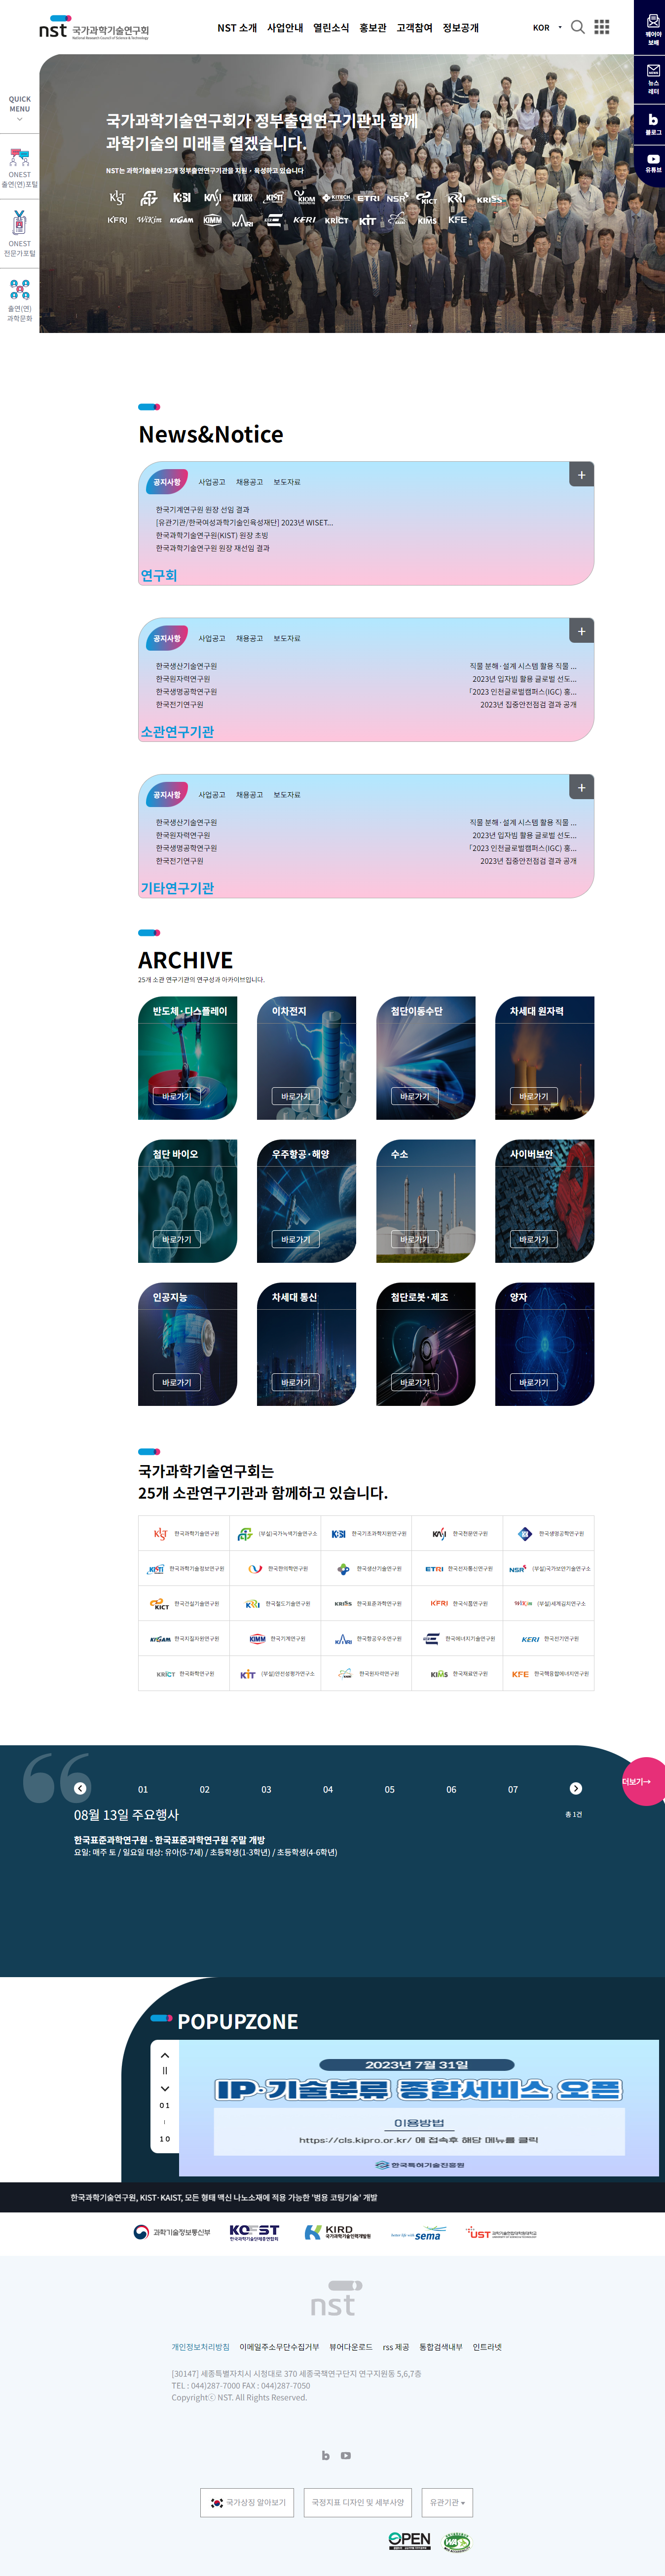 nst 국가과학기술연구회
National Research Council of Science & Technology
NST 소개 사업안내 열린소식 홍보관 고객참여 정보공개
KOR
QUICK
MENU
ONEST
출연(연)포탈
ONEST
전문가포탈
출연(연)
과학문화
뉴스
레터
블로그
유튜브
국가과학기술연구회가 정부출연연구기관과 함께
과학기술의 미래를 열겠습니다.
NST는 과학기술분야 25개 정부출연연구기관을 지원·육성하고 있습니다
KIST KBSI KASI KRIBB KISTI KIOM KITECH ETRI NSR KICT KRRI KRISS
KFRI WiKim KIGAM KIMM KARI KIER KERI KRICT KIT KIMS KFE
News&Notice
공지사항 사업공고 채용공고 보도자료 +
한국기계연구원 원장 선임 결과
[유관기관/한국여성과학기술인육성재단] 2023년 WISET...
한국과학기술연구원(KIST) 원장 초빙
한국과학기술연구원 원장 재선임 결과
연구회
공지사항 사업공고 채용공고 보도자료 +
한국생산기술연구원 직물 분해·설계 시스템 활용 직물 ...
한국원자력연구원 2023년 입자빔 활용 글로벌 선도...
한국생명공학연구원 「2023 인천글로벌캠퍼스(IGC) 홍...
한국전기연구원 2023년 집중안전점검 결과 공개
소관연구기관
공지사항 사업공고 채용공고 보도자료 +
한국생산기술연구원 직물 분해·설계 시스템 활용 직물 ...
한국원자력연구원 2023년 입자빔 활용 글로벌 선도...
한국생명공학연구원 「2023 인천글로벌캠퍼스(IGC) 홍...
한국전기연구원 2023년 집중안전점검 결과 공개
기타연구기관
ARCHIVE
25개 소관 연구기관의 연구성과 아카이브입니다.
반도체·디스플레이 이차전지 첨단이동수단 차세대 원자력
바로가기 바로가기 바로가기 바로가기
첨단 바이오 우주항공·해양 수소 사이버보안
바로가기 바로가기 바로가기 바로가기
인공지능 차세대 통신 첨단로봇·제조 양자
바로가기 바로가기 바로가기 바로가기
국가과학기술연구회는
25개 소관연구기관과 함께하고 있습니다.
KIST 한국과학기술연구원 (부설)국가녹색기술연구소 KBSI 한국기초과학지원연구원 KASI 한국천문연구원 한국생명공학연구원
KISTI 한국과학기술정보연구원 한국한의학연구원 한국생산기술연구원 ETRI 한국전자통신연구원 NSR (부설)국가보안기술연구소
KICT 한국건설기술연구원 KRRI 한국철도기술연구원 KRISS 한국표준과학연구원 KFRI 한국식품연구원 WiKim (부설)세계김치연구소
KIGAM 한국지질자원연구원 KIMM 한국기계연구원 KARI 한국항공우주연구원 한국에너지기술연구원 KERI 한국전기연구원
KRICT 한국화학연구원 KIT (부설)안전성평가연구소 한국원자력연구원 KIMS 한국재료연구원 KFE 한국핵융합에너지연구원
더보기→
01 02 03 04 05 06 07
08월 13일 주요행사 총 1건
한국표준과학연구원 - 한국표준과학연구원 주말 개방
요일: 매주 토 / 일요일 대상: 유아(5-7세) / 초등학생(1-3학년) / 초등학생(4-6학년)
POPUPZONE
01
10
2023년 7월 31일
IP·기술분류 종합서비스 오픈
이용방법
https://cls.kipro.or.kr/ 에 접속후 해당 메뉴를 클릭
한국특허기술진흥원
한국과학기술연구원, KIST·KAIST, 모든 형태 백신 나노소재에 적용 가능한 '범용 코팅기술' 개발
과학기술정보통신부 KOFST 한국과학기술단체총연합회 KIRD 국가과학기술인력개발원 better life with sema UST 과학기술연합대학원대학교
nst
개인정보처리방침 이메일주소무단수집거부 뷰어다운로드 rss 제공 통합검색내부 인트라넷
[30147] 세종특별자치시 시청대로 370 세종국책연구단지 연구지원동 5,6,7층
TEL : 044)287-7000 FAX : 044)287-7050
Copyrightⓒ NST. All Rights Reserved.
국가상징 알아보기 국정지표 디자인 및 세부사양 유관기관
OPEN WA